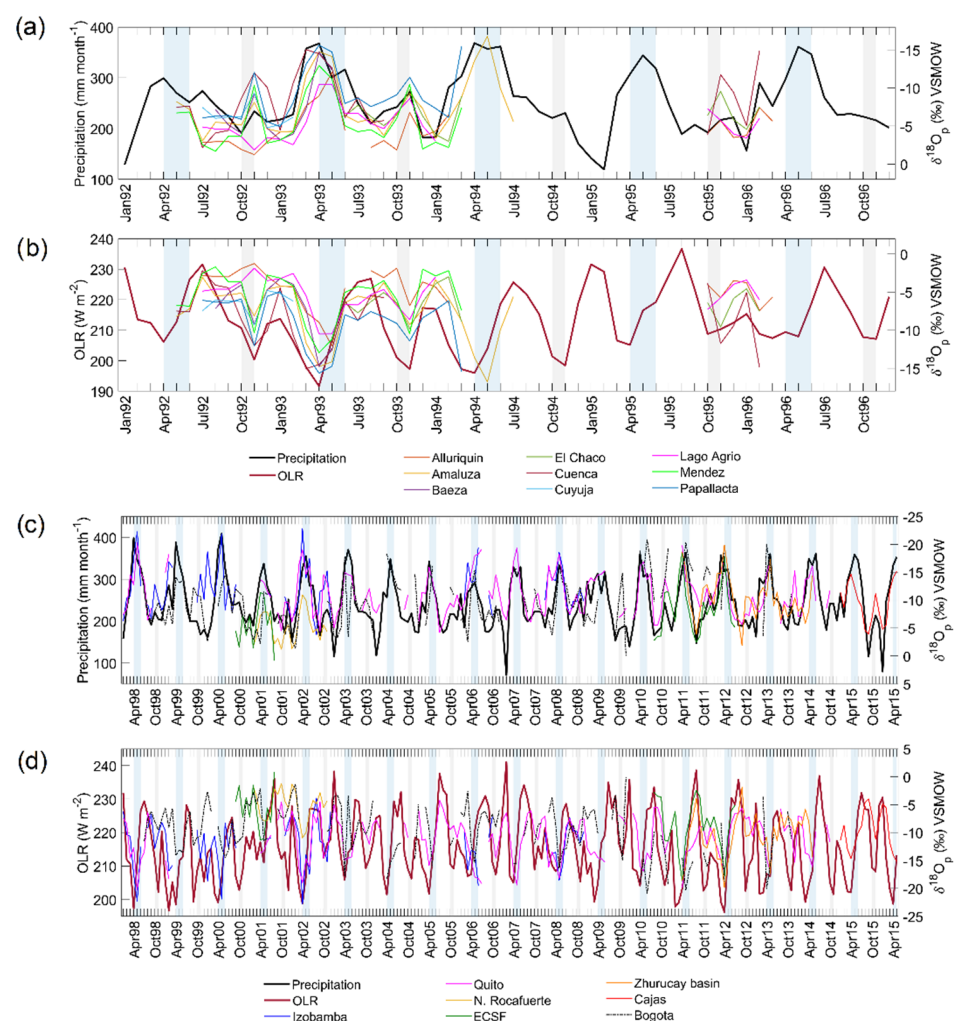 (a)
Precipitation (mm month⁻¹)
400
300
200
100
-15
-10
-5
0
δ¹⁸Oₚ (‰) VSMOW
Jan92
Apr92
Jul92
Oct92
Jan93
Apr93
Jul93
Oct93
Jan94
Apr94
Jul94
Oct94
Jan95
Apr95
Jul95
Oct95
Jan96
Apr96
Jul96
Oct96
(b)
OLR (W m⁻²)
240
230
220
210
200
190
0
-5
-10
-15
δ¹⁸Oₚ (‰) VSMOW
Jan92
Apr92
Jul92
Oct92
Jan93
Apr93
Jul93
Oct93
Jan94
Apr94
Jul94
Oct94
Jan95
Apr95
Jul95
Oct95
Jan96
Apr96
Jul96
Oct96
Precipitation
OLR
Alluriquin
Amaluza
Baeza
El Chaco
Cuenca
Cuyuja
Lago Agrio
Mendez
Papallacta
(c)
Precipitation (mm month⁻¹)
400
300
200
100
-25
-20
-15
-10
-5
0
5
δ¹⁸Oₚ (‰) VSMOW
Apr98
Oct98
Apr99
Oct99
Apr00
Oct00
Apr01
Oct01
Apr02
Oct02
Apr03
Oct03
Apr04
Oct04
Apr05
Oct05
Apr06
Oct06
Apr07
Oct07
Apr08
Oct08
Apr09
Oct09
Apr10
Oct10
Apr11
Oct11
Apr12
Oct12
Apr13
Oct13
Apr14
Oct14
Apr15
Oct15
Apr15
(d)
OLR (W m⁻²)
240
230
220
210
200
5
0
-5
-10
-15
-20
-25
δ¹⁸Oₚ (‰) VSMOW
Apr98
Oct98
Apr99
Oct99
Apr00
Oct00
Apr01
Oct01
Apr02
Oct02
Apr03
Oct03
Apr04
Oct04
Apr05
Oct05
Apr06
Oct06
Apr07
Oct07
Apr08
Oct08
Apr09
Oct09
Apr10
Oct10
Apr11
Oct11
Apr12
Oct12
Apr13
Oct13
Apr14
Oct14
Apr15
Oct15
Apr15
Precipitation
OLR
Izobamba
Quito
N. Rocafuerte
ECSF
Zhurucay basin
Cajas
Bogota